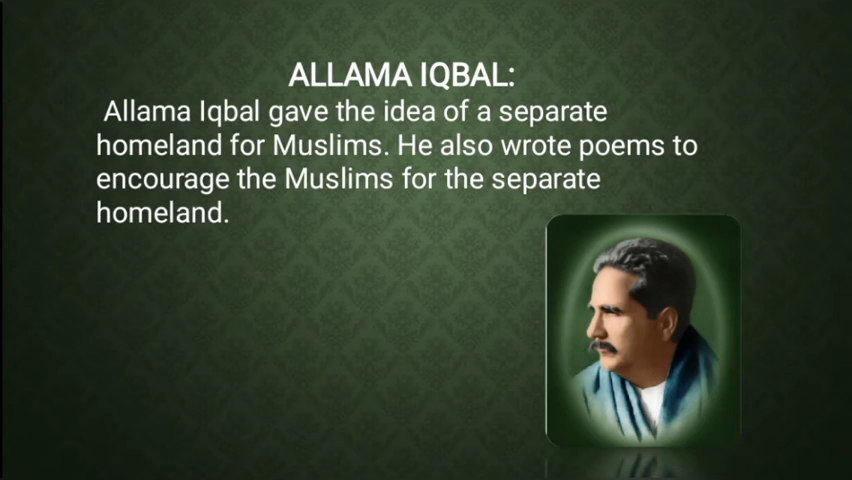 ALLAMA IQBAL:
Allama Iqbal gave the idea of a separate
homeland for Muslims. He also wrote poems to
encourage the Muslims for the separate
homeland.